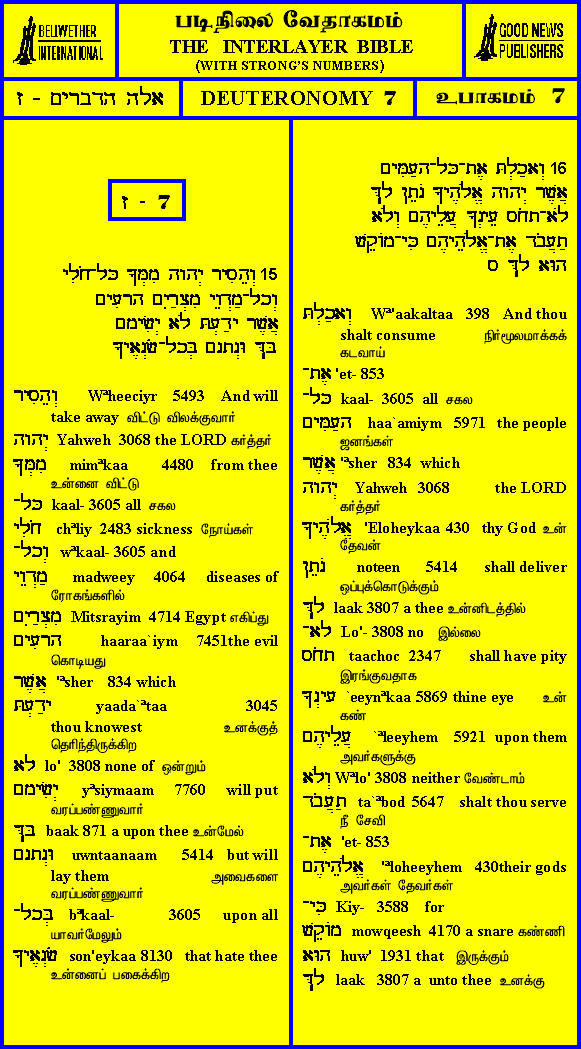 BELLWETHER
INTERNATIONAL
படிநிலை வேதாகமம்
THE INTERLAYER BIBLE
(WITH STRONG'S NUMBERS)
GOOD NEWS
PUBLISHERS
אלה הדברים - ז
DEUTERONOMY 7
உபாகமம் 7
7 - ז
15 וְהֵסִיר יְהוָה מִמְּךָ כָּל־חֹלִי
וְכָל־מַדְוֵי מִצְרַיִם הָרָעִים
אֲשֶׁר יָדַעְתָּ לֹא יְשִׂימָם
בָּךְ וּנְתָנָם בְּכָל־שֹׂנְאֶיךָ׃
וְהֵסִיר Wᵊheeciyr 5493 And will
take away விட்டு விலக்குவார்
יְהוָה Yahweh 3068 the LORD கர்த்தர்
מִמְּךָ mimᵊkaa 4480 from thee
உன்னை விட்டு
כָּל־ kaal- 3605 all சகல
חֹלִי chᵃliy 2483 sickness நோய்கள்
וְכָל־ wᵊkaal- 3605 and
מַדְוֵי madweey 4064 diseases of
ரோகங்களில்
מִצְרַיִם Mitsrayim 4714 Egypt எகிப்து
הָרָעִים haaraa`iym 7451the evil
கொடியது
אֲשֶׁר 'ᵃsher 834 which
יָדַעְתָּ yaada`ᵊtaa 3045
thou knowest உனக்குத்
தெரிந்திருக்கிற
לֹא lo' 3808 none of ஒன்றும்
יְשִׂימָם yᵊsiymaam 7760 will put
வரப்பண்ணுவார்
בָּךְ baak 871 a upon thee உன்மேல்
וּנְתָנָם uwntaanaam 5414 but will
lay them அவைகளை
வரப்பண்ணுவார்
בְּכָל־ bᵊkaal- 3605 upon all
யாவர்மேலும்
שֹׂנְאֶיךָ son'eykaa 8130 that hate thee
உன்னைப் பகைக்கிற
16 וְאָכַלְתָּ אֶת־כָּל־הָעַמִּים
אֲשֶׁר יְהוָה אֱלֹהֶיךָ נֹתֵן לָךְ
לֹא־תָחֹס עֵינְךָ עֲלֵיהֶם וְלֹא
תַעֲבֹד אֶת־אֱלֹהֵיהֶם כִּי־מוֹקֵשׁ
הוּא לָךְ ס
וְאָכַלְתָּ Wᵊ'aakaltaa 398 And thou
shalt consume நிர்மூலமாக்கக்
கடவாய்
אֶת־ 'et- 853
כָּל־ kaal- 3605 all சகல
הָעַמִּים haa`amiym 5971 the people
ஜனங்கள்
אֲשֶׁר 'ᵃsher 834 which
יְהוָה Yahweh 3068 the LORD
கர்த்தர்
אֱלֹהֶיךָ 'Eloheykaa 430 thy God உன்
தேவன்
נֹתֵן noteen 5414 shall deliver
ஒப்புக்கொடுக்கும்
לָךְ laak 3807 a thee உன்னிடத்தில்
לֹא־ Lo'- 3808 no இல்லை
תָחֹס taachoc 2347 shall have pity
இரங்குவதாக
עֵינְךָ `eeynᵊkaa 5869 thine eye உன்
கண்
עֲלֵיהֶם `ᵃleeyhem 5921 upon them
அவர்களுக்கு
וְלֹא Wᵊlo' 3808 neither வேண்டாம்
תַעֲבֹד ta`ᵃbod 5647 shalt thou serve
நீ சேவி
אֶת־ 'et- 853
אֱלֹהֵיהֶם 'ᵉloheeyhem 430their gods
அவர்கள் தேவர்கள்
כִּי־ Kiy- 3588 for
מוֹקֵשׁ mowqeesh 4170 a snare கண்ணி
הוּא huw' 1931 that இருக்கும்
לָךְ laak 3807 a unto thee உனக்கு